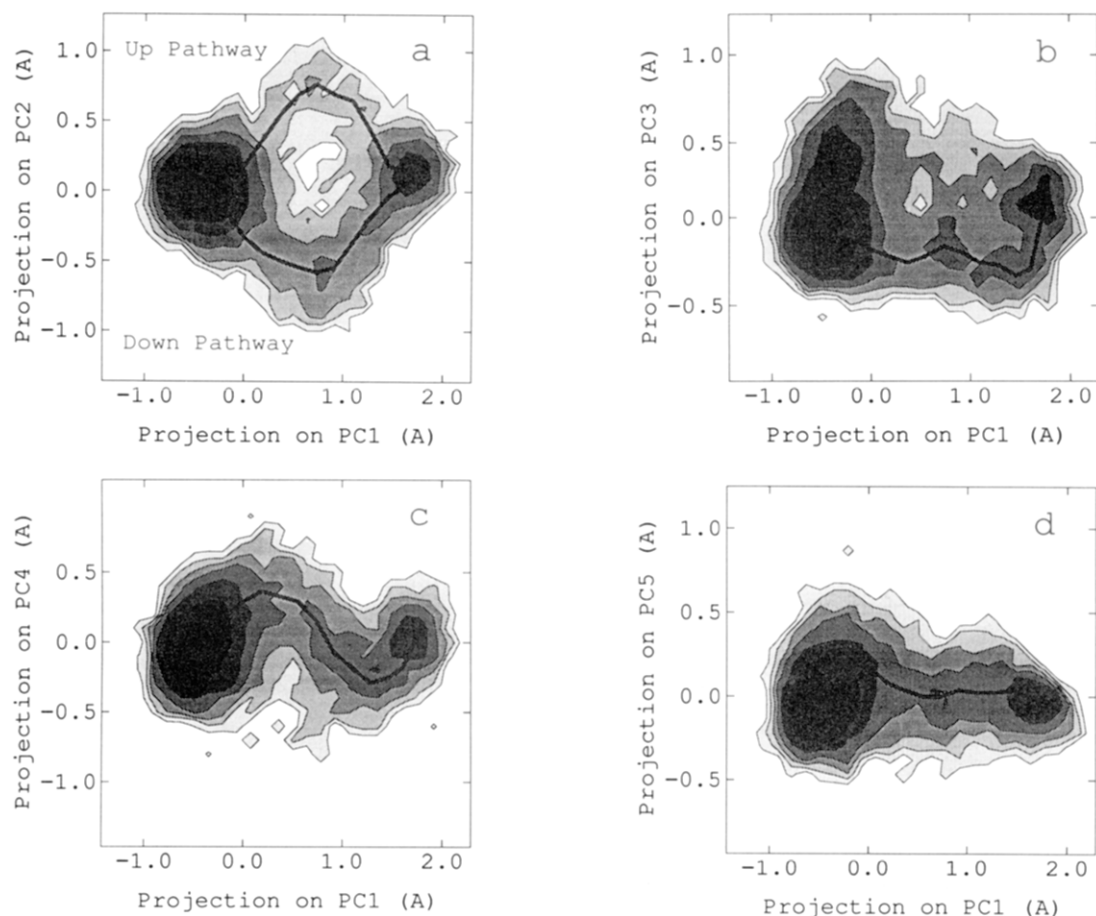 a
Up Pathway
Down Pathway
Projection on PC2 (A)
1.0
0.5
0.0
-0.5
-1.0
-1.0 0.0 1.0 2.0
Projection on PC1 (A)
b
Projection on PC3 (A)
1.0
0.5
0.0
-0.5
-1.0 0.0 1.0 2.0
Projection on PC1 (A)
c
Projection on PC4 (A)
0.5
0.0
-0.5
-1.0
-1.0 0.0 1.0 2.0
Projection on PC1 (A)
d
Projection on PC5 (A)
1.0
0.5
0.0
-0.5
-1.0 0.0 1.0 2.0
Projection on PC1 (A)